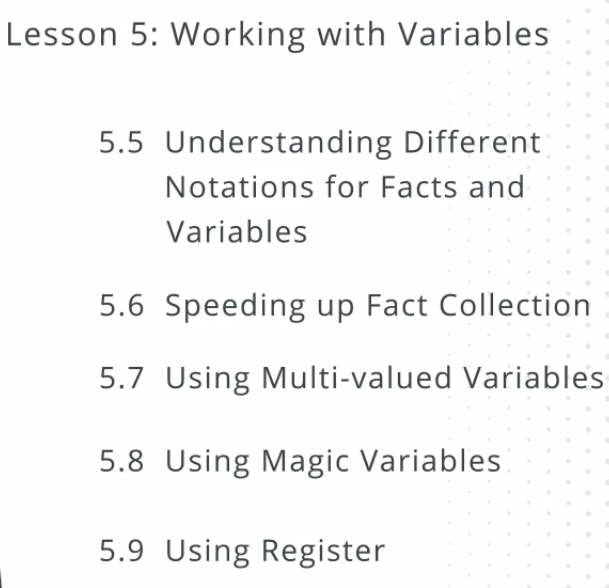 Lesson 5: Working with Variables
5.5 Understanding Different
Notations for Facts and
Variables
5.6 Speeding up Fact Collection
5.7 Using Multi-valued Variables
5.8 Using Magic Variables
5.9 Using Register